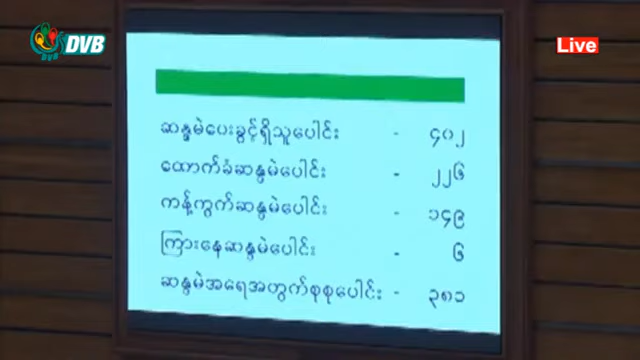 DVB
DVB
Live
ဆန္ဒမဲပေးခွင့်ရှိသူပေါင်း - ၄၀၂
ထောက်ခံဆန္ဒမဲပေါင်း - ၂၂၆
ကန့်ကွက်ဆန္ဒမဲပေါင်း - ၁၄၉
ကြားနေဆန္ဒမဲပေါင်း - ၆
ဆန္ဒမဲအရေအတွက်စုစုပေါင်း - ၃၈၁